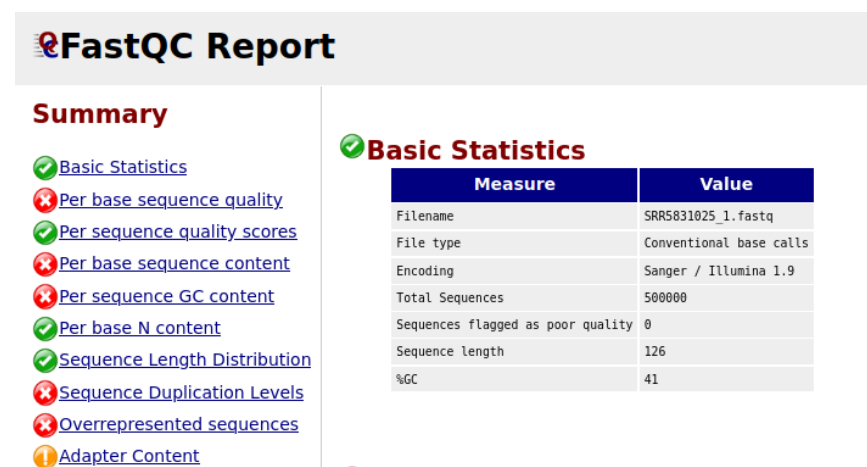 FastQC Report
Summary
Basic Statistics
Per base sequence quality
Per sequence quality scores
Per base sequence content
Per sequence GC content
Per base N content
Sequence Length Distribution
Sequence Duplication Levels
Overrepresented sequences
Adapter Content
Basic Statistics
Measure Value
Filename SRR5831025_1.fastq
File type Conventional base calls
Encoding Sanger / Illumina 1.9
Total Sequences 500000
Sequences flagged as poor quality 0
Sequence length 126
%GC 41